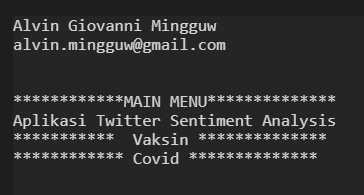 Alvin Giovanni Mingguw
alvin.mingguw@gmail.com
************MAIN MENU**************
Aplikasi Twitter Sentiment Analysis
***********  Vaksin **************
************ Covid **************